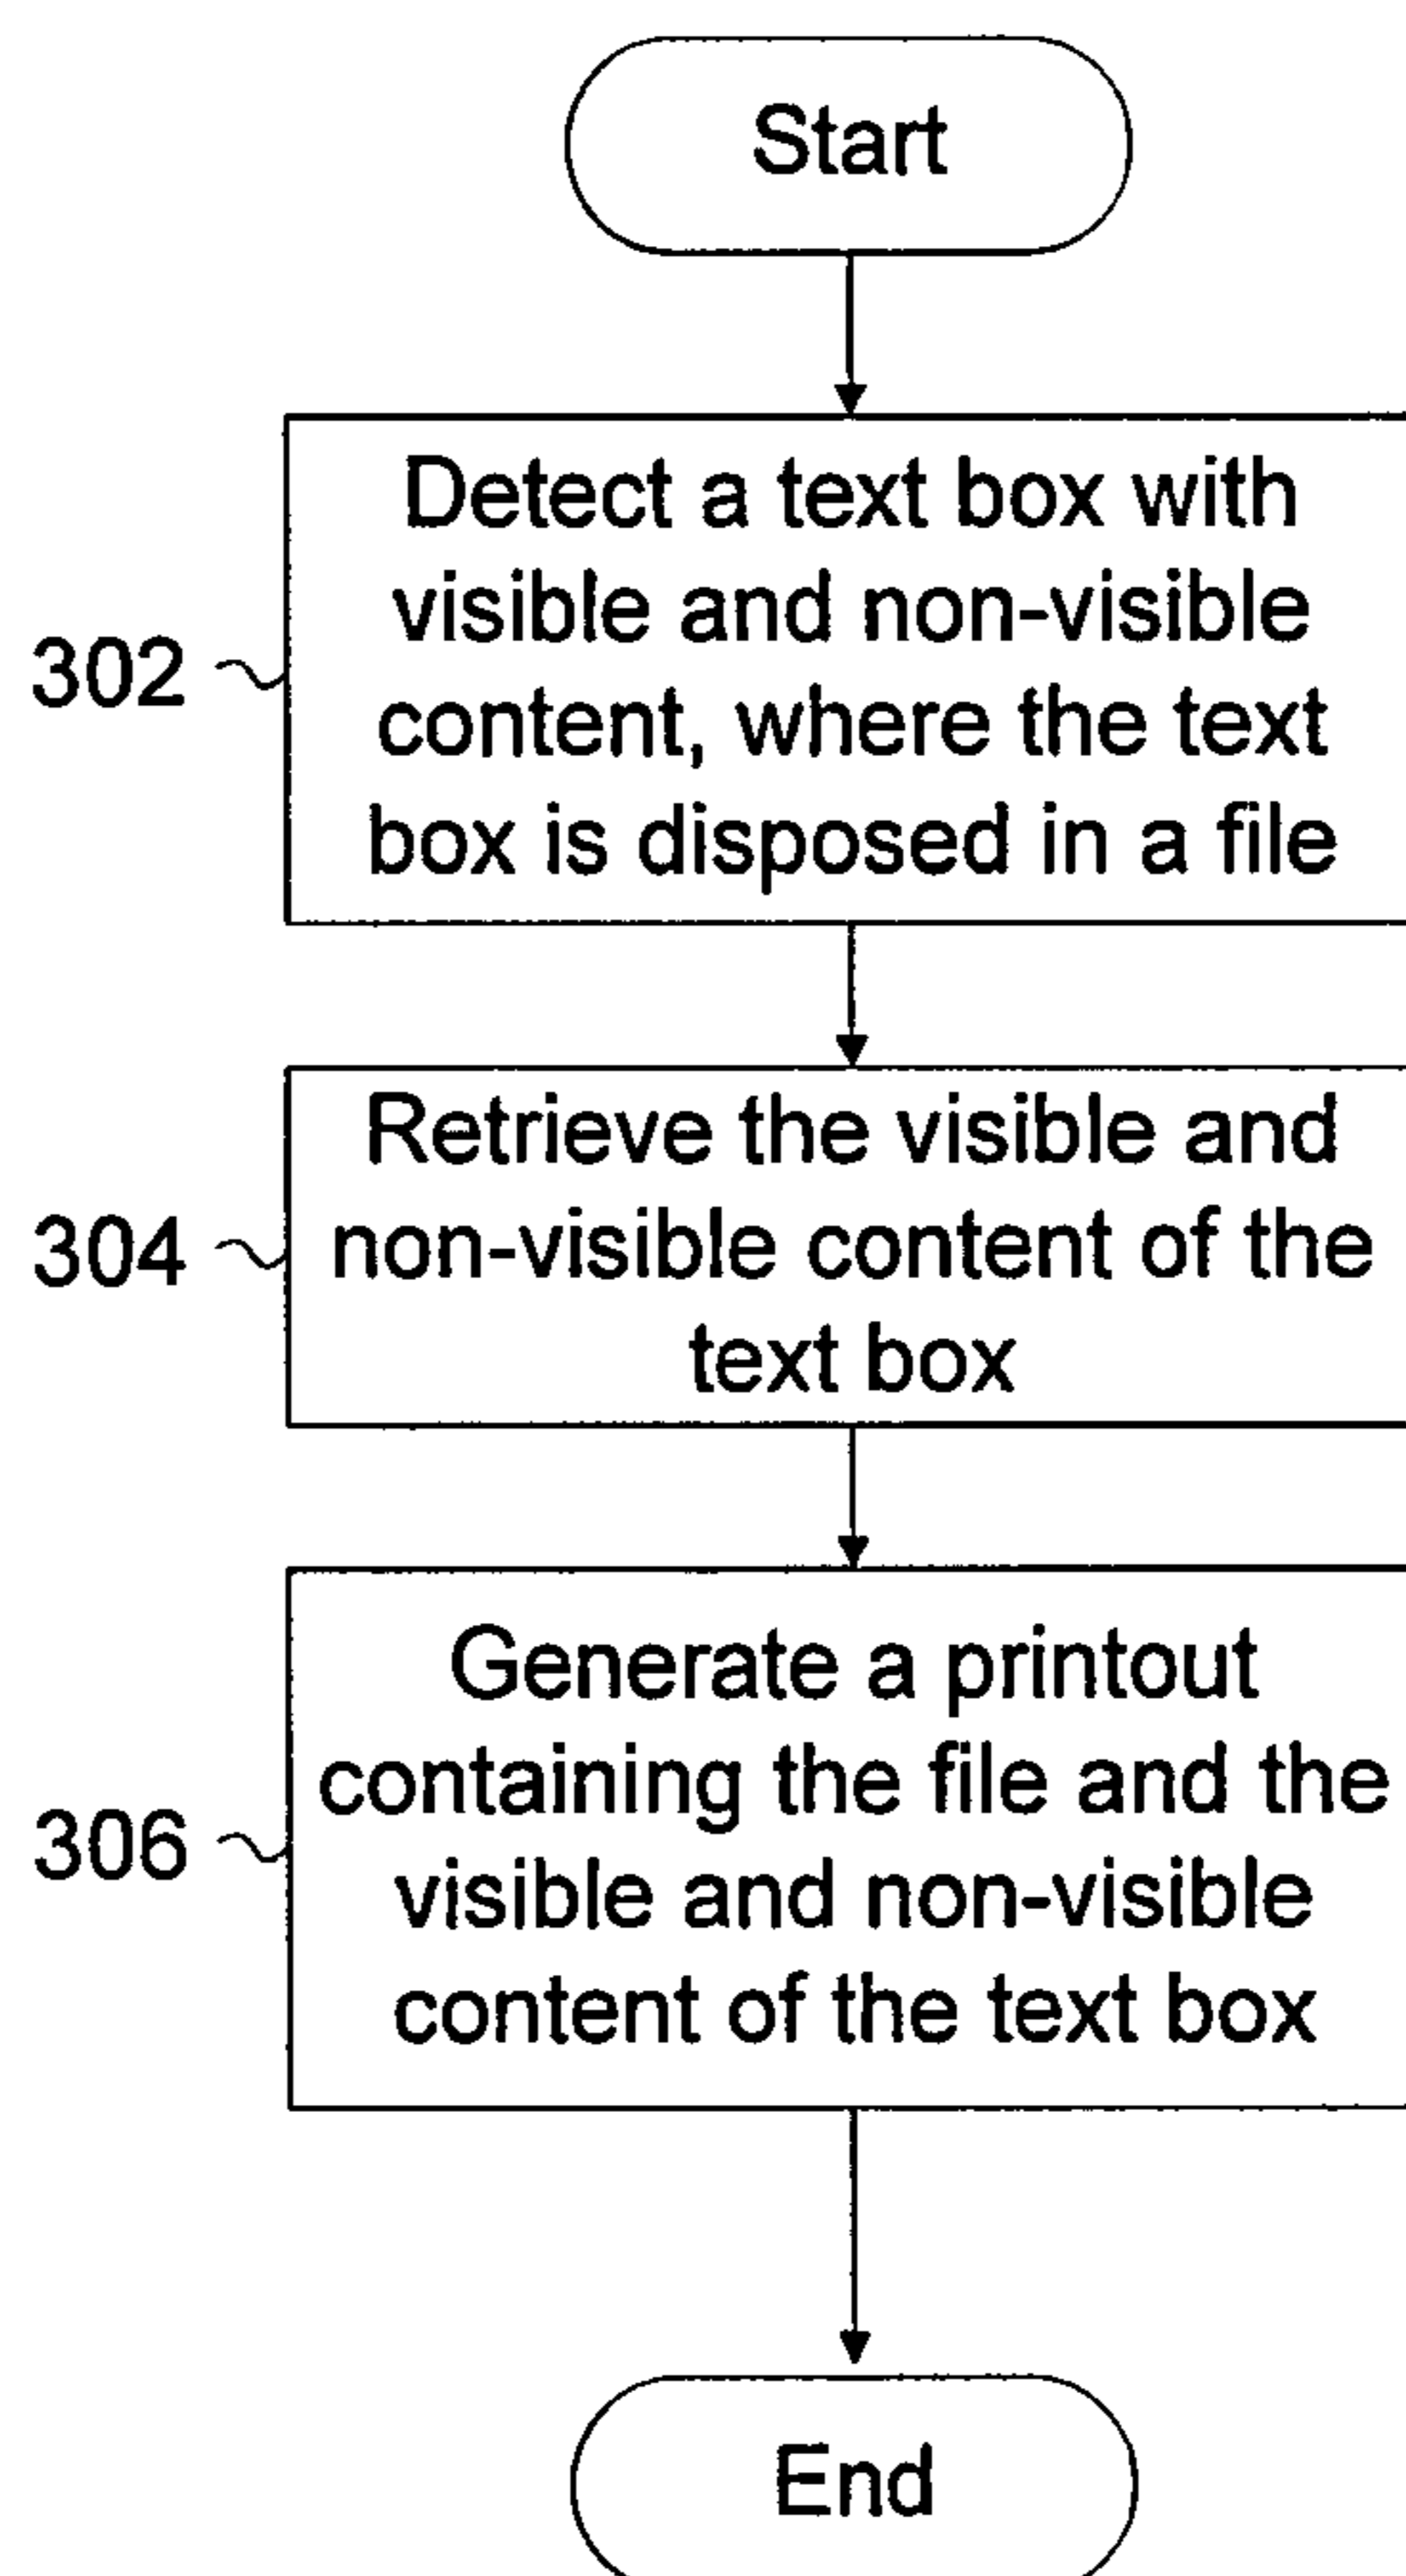 Start
Detect a text box with
visible and non-visible
content, where the text
box is disposed in a file
302
Retrieve the visible and
non-visible content of the
text box
304
Generate a printout
containing the file and the
visible and non-visible
content of the text box
306
End